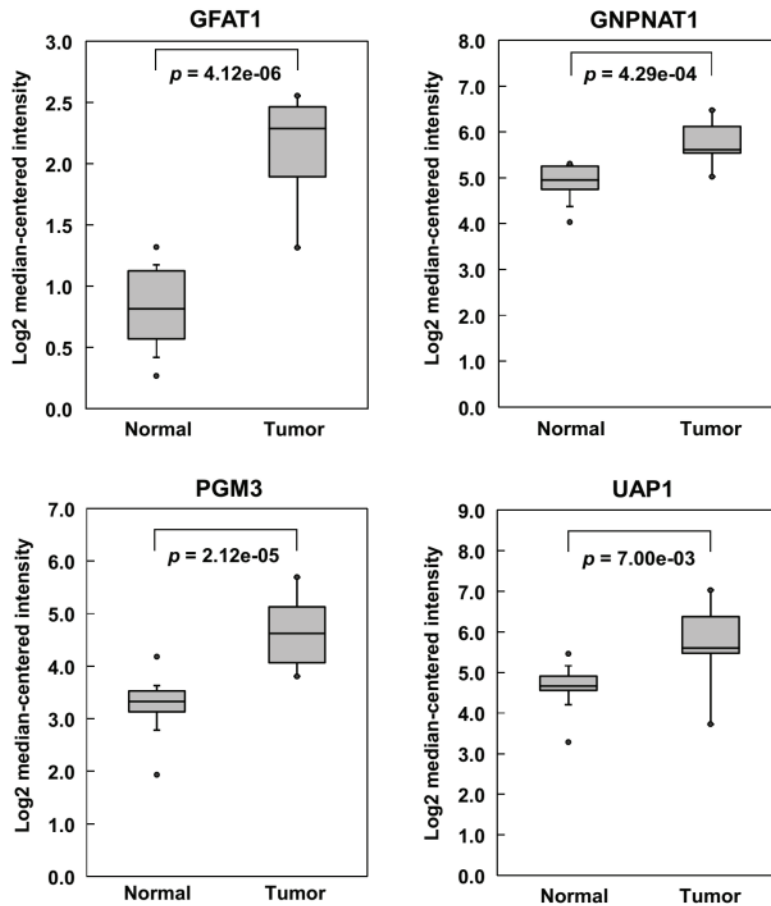 GFAT1
Log2 median-centered intensity
3.0
2.5
2.0
1.5
1.0
0.5
0.0
p = 4.12e-06
Normal Tumor
GNPNAT1
Log2 median-centered intensity
8.0
7.0
6.0
5.0
4.0
3.0
2.0
1.0
0.0
p = 4.29e-04
Normal Tumor
PGM3
Log2 median-centered intensity
7.0
6.0
5.0
4.0
3.0
2.0
1.0
0.0
p = 2.12e-05
Normal Tumor
UAP1
Log2 median-centered intensity
9.0
8.0
7.0
6.0
5.0
4.0
3.0
2.0
1.0
0.0
p = 7.00e-03
Normal Tumor